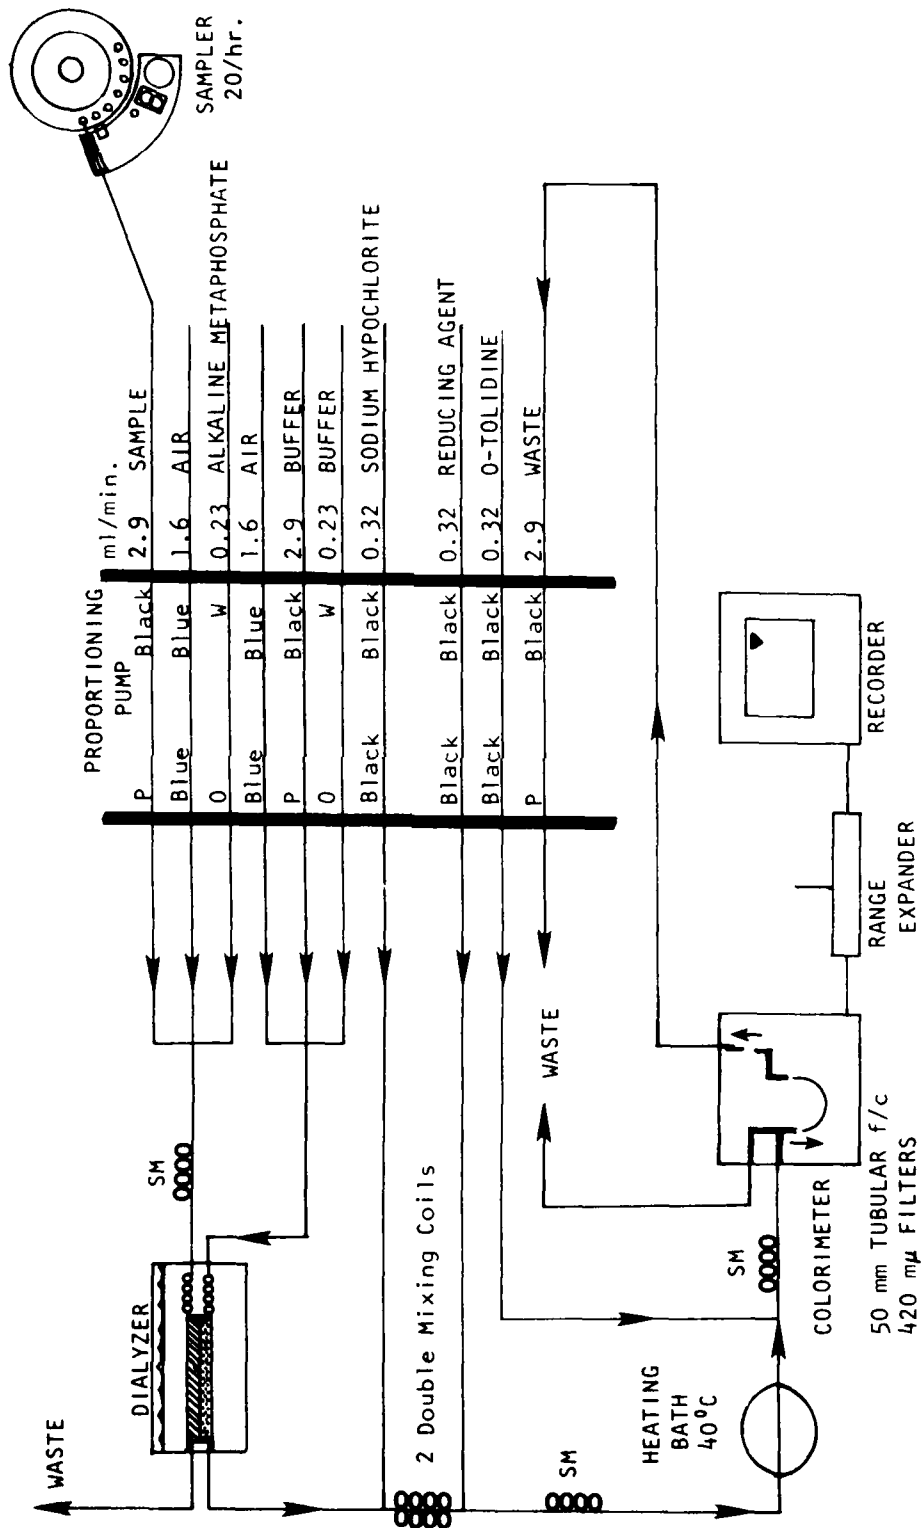 SAMPLER
20/hr.
PROPORTIONING
PUMP
ml/min.
P Black 2.9 SAMPLE
Blue Blue 1.6 AIR
O W 0.23 ALKALINE METAPHOSPHATE
Blue Blue 1.6 AIR
P Black 2.9 BUFFER
O W 0.23 BUFFER
Black Black 0.32 SODIUM HYPOCHLORITE
Black Black 0.32 REDUCING AGENT
Black Black 0.32 O-TOLIDINE
P Black 2.9 WASTE
WASTE
DIALYZER
SM
2 Double Mixing Coils
WASTE
SM
HEATING
BATH
40°C
SM
COLORIMETER
50 mm TUBULAR f/c
420 mμ FILTERS
RANGE
EXPANDER
RECORDER